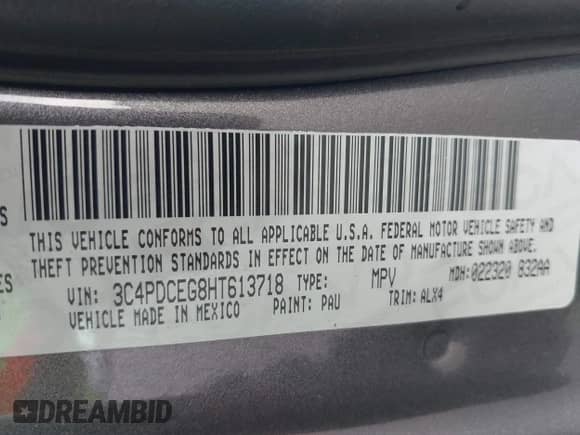 THIS VEHICLE CONFORMS TO ALL APPLICABLE U.S.A. FEDERAL MOTOR VEHICLE SAFETY AND
THEFT PREVENTION STANDARDS IN EFFECT ON THE DATE OF MANUFACTURE SHOWN ABOVE.
VIN: 3C4PDCEG8HT613718 TYPE: MPV MDH: 022320 832AA
VEHICLE MADE IN MEXICO PAINT: PAU TRIM: ALX4
DREAMBID